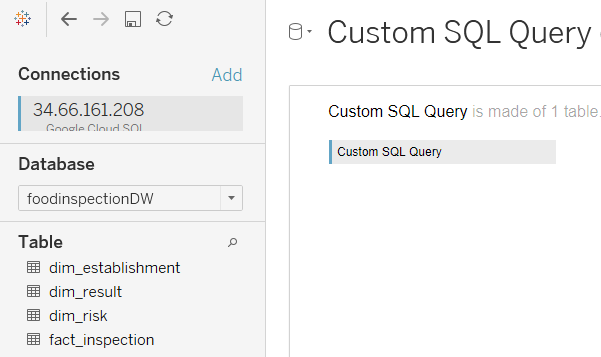 Custom SQL Query
Connections
Add
34.66.161.208
Google Cloud SQL
Database
foodinspectionDW
Table
dim_establishment
dim_result
dim_risk
fact_inspection
Custom SQL Query is made of 1 table.
Custom SQL Query